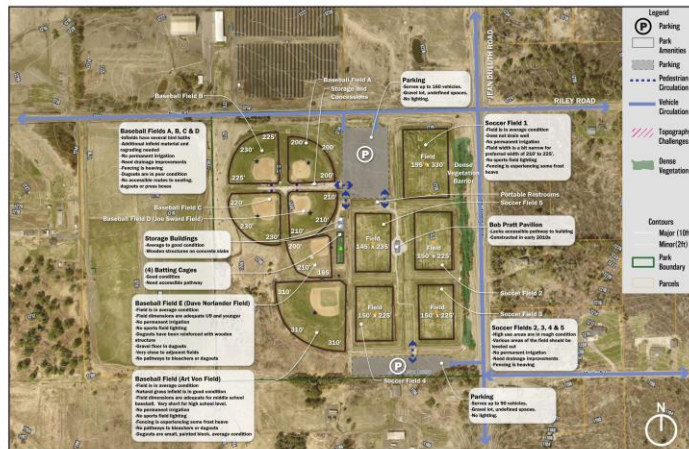 Legend
P
Parking
Park
Amenities
Parking
Pedestrian
Circulation
Vehicle
Circulation
Topography
Challenges
Dense
Vegetation
Contours
Major (10ft)
Minor(2ft)
Park
Boundary
Parcels
N
JEAN DULUTH ROAD
RILEY ROAD
Baseball Field A
Storage and
Concessions
Baseball Field B
Parking
-Serves up to 160 vehicles.
-Gravel lot, undefined spaces.
-No lighting.
Baseball Fields A, B, C & D
-Infields have several bird baths
-Additional infield material and
regrading needed
-No permanent irrigation
-Need drainage improvements
-Fencing is average
-Dugouts are in poor condition
-No accessible routes to seating,
dugouts or press boxes
Soccer Field 1
-Field is in average condition
-Does not drain well
-No permanent irrigation
-Field width is a bit narrow for
preferred width of 210' to 225'.
-No sports field lighting
-Fencing is experiencing some frost
heave
225'
230'
225'
200'
200'
200'
P
Field
195' x 330'
Dense
Vegetation
Barrier
Portable Restrooms
Soccer Field 5
Baseball Field C
Baseball Field D (Joe Sward Field)
220'
230'
230'
210'
210'
210'
Storage Buildings
-Average to good condition
-Wooden structures on concrete slabs
Bob Pratt Pavilion
-Lacks accessible pathway to building
-Constructed in early 2010s
Field
145' x 235'
Field
150' x 225'
(4) Batting Cages
-Good condition
-Need accessible pathway
200'
210'
195'
Baseball Field E (Dave Norlander Field)
-Field is in average condition
-Field dimensions are adequate U9 and younger
-No permanent irrigation
-No sports field lighting
-Dugouts have been reinforced with wooden
structure
-Gravel floor in dugouts
-Very close to adjacent fields
-No pathways to bleachers or dugouts
310'
310'
310'
Field
150' x 225'
Field
150' x 225'
Soccer Field 2
Soccer Field 3
Soccer Fields 2, 3, 4 & 5
-High use areas are in rough condition
-Various areas of the field should be
leveled out
-No permanent irrigation
-Need drainage improvements
-Fencing is heaving
Baseball Field (Art Von Field)
-Field is in average condition
-Natural grass infield is in good condition
-Field dimensions are adequate for middle school
baseball. Very short for high school level.
-No permanent irrigation
-No sports field lighting
-Fencing is experiencing some frost heave
-No pathways to bleachers or dugouts
-Dugouts are small, painted block, average condition
P
Soccer Field 4
Parking
-Serves up to 90 vehicles.
-Gravel lot, undefined spaces.
-No lighting.